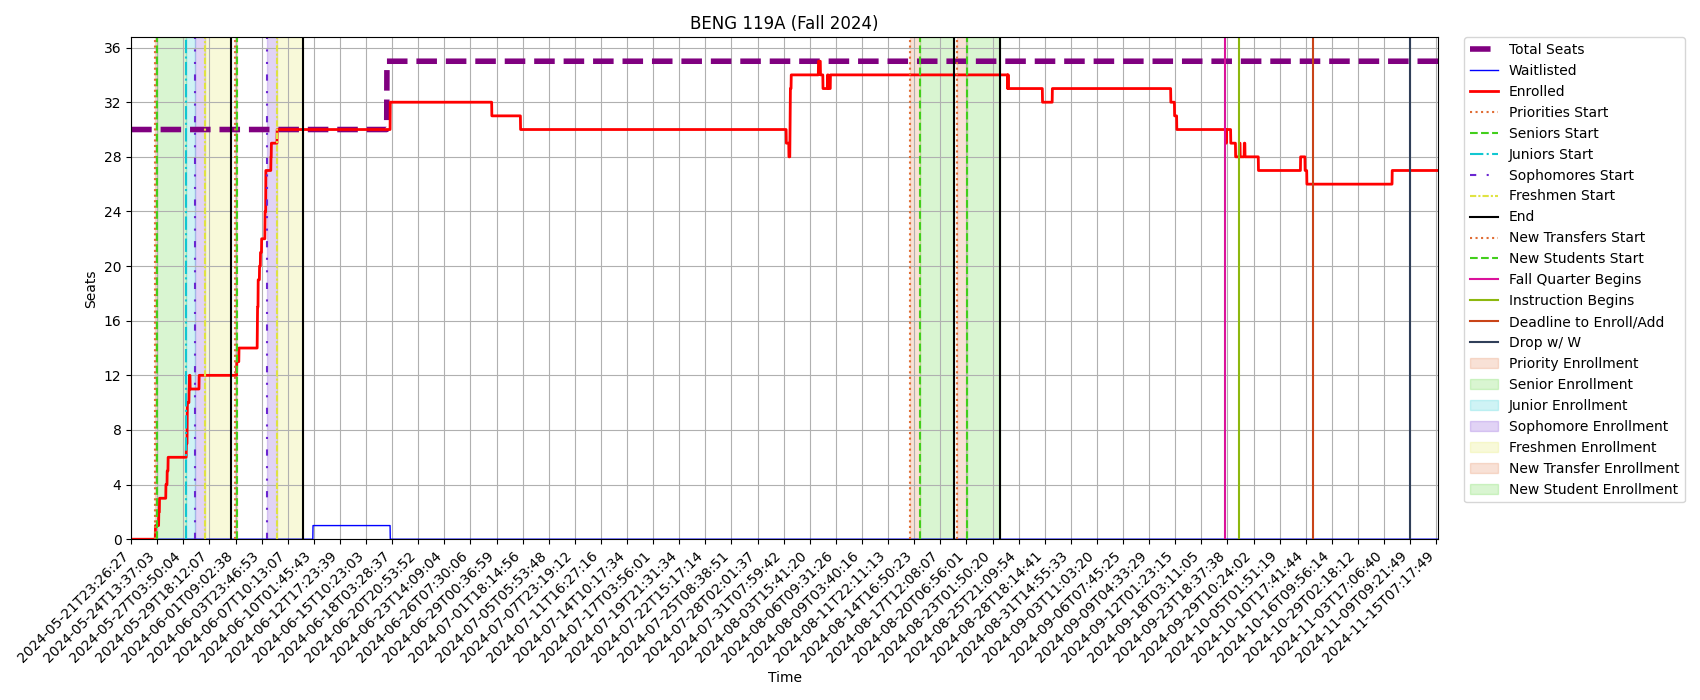 BENG 119A (Fall 2024)
36
32
28
24
20
16
12
8
4
0
Seats
2024-05-21T23:26:27
2024-05-24T13:37:03
2024-05-27T03:50:04
2024-05-29T18:12:07
2024-06-01T09:02:38
2024-06-03T23:46:53
2024-06-07T10:13:07
2024-06-10T01:45:43
2024-06-12T17:23:39
2024-06-15T10:23:03
2024-06-18T03:28:37
2024-06-20T20:53:52
2024-06-23T14:09:04
2024-06-26T07:30:06
2024-06-29T00:36:59
2024-07-01T18:14:56
2024-07-05T05:53:48
2024-07-07T23:19:12
2024-07-11T16:27:16
2024-07-14T10:17:34
2024-07-17T03:56:01
2024-07-19T21:31:34
2024-07-22T15:17:14
2024-07-25T08:38:51
2024-07-28T02:01:37
2024-07-31T07:59:42
2024-08-03T15:41:20
2024-08-06T09:31:26
2024-08-09T03:40:16
2024-08-11T22:11:13
2024-08-14T16:50:23
2024-08-17T12:08:07
2024-08-20T06:56:01
2024-08-23T01:50:20
2024-08-25T21:09:54
2024-08-28T18:14:41
2024-08-31T14:55:33
2024-09-03T11:03:20
2024-09-06T07:45:25
2024-09-09T04:33:29
2024-09-12T01:23:15
2024-09-18T03:11:05
2024-09-23T18:37:38
2024-09-29T10:24:02
2024-10-05T01:51:19
2024-10-10T17:41:44
2024-10-16T09:56:14
2024-10-29T02:18:12
2024-11-03T17:06:40
2024-11-09T09:21:49
2024-11-15T07:17:49
Time
Total Seats
Waitlisted
Enrolled
Priorities Start
Seniors Start
Juniors Start
Sophomores Start
Freshmen Start
End
New Transfers Start
New Students Start
Fall Quarter Begins
Instruction Begins
Deadline to Enroll/Add
Drop w/ W
Priority Enrollment
Senior Enrollment
Junior Enrollment
Sophomore Enrollment
Freshmen Enrollment
New Transfer Enrollment
New Student Enrollment